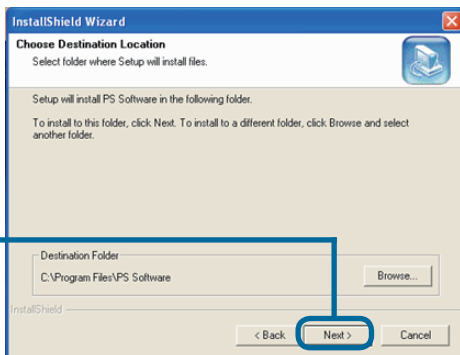 InstallShield Wizard
Choose Destination Location
Select folder where Setup will install files.
Setup will install PS Software in the following folder.
To install to this folder, click Next. To install to a different folder, click Browse and select
another folder.
Destination Folder
C:\Program Files\PS Software
Browse...
InstallShield
< Back
Next >
Cancel